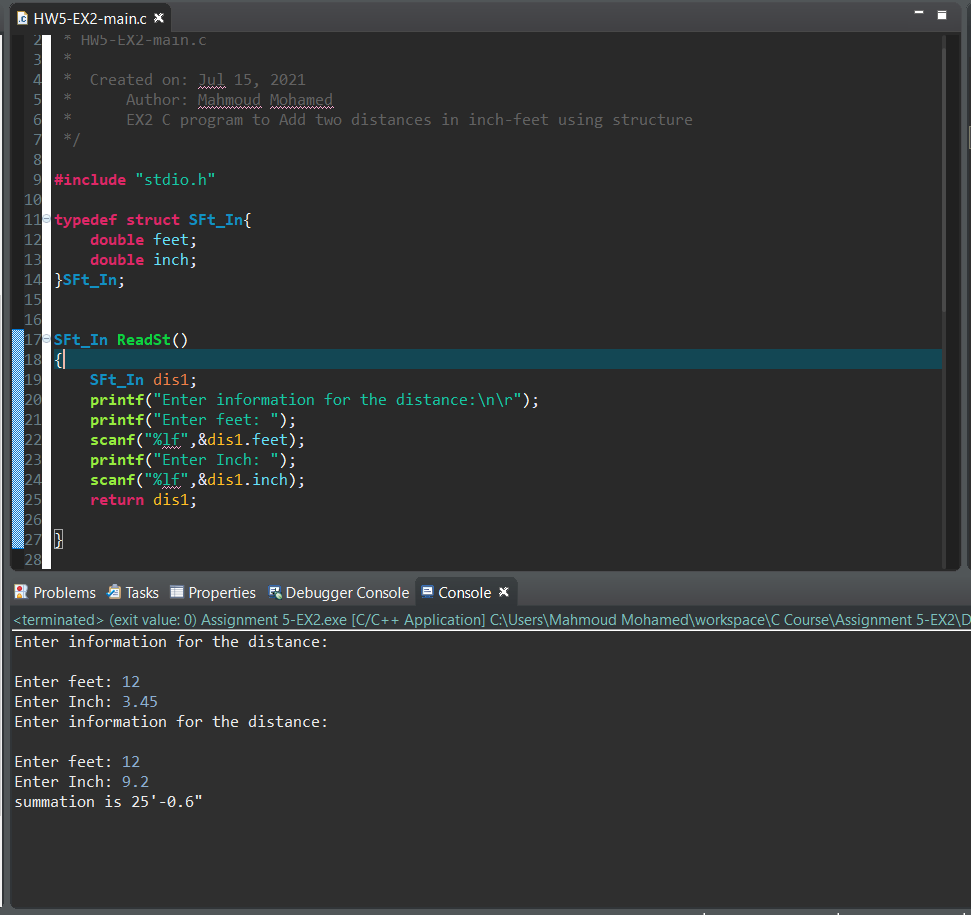 HW5-EX2-main.c
2 * HW5-EX2-main.c
3 *
4 * Created on: Jul 15, 2021
5 * Author: Mahmoud Mohamed
6 * EX2 C program to Add two distances in inch-feet using structure
7 */
8
9 #include "stdio.h"
10
11 typedef struct SFt_In{
12 double feet;
13 double inch;
14 }SFt_In;
15
16
17 SFt_In ReadSt()
18 {
19 SFt_In dis1;
20 printf("Enter information for the distance:\n\r");
21 printf("Enter feet: ");
22 scanf("%lf",&dis1.feet);
23 printf("Enter Inch: ");
24 scanf("%lf",&dis1.inch);
25 return dis1;
26
27 }
28
Problems Tasks Properties Debugger Console Console
<terminated> (exit value: 0) Assignment 5-EX2.exe [C/C++ Application] C:\Users\Mahmoud Mohamed\workspace\C Course\Assignment 5-EX2\D
Enter information for the distance:
Enter feet: 12
Enter Inch: 3.45
Enter information for the distance:
Enter feet: 12
Enter Inch: 9.2
summation is 25'-0.6"